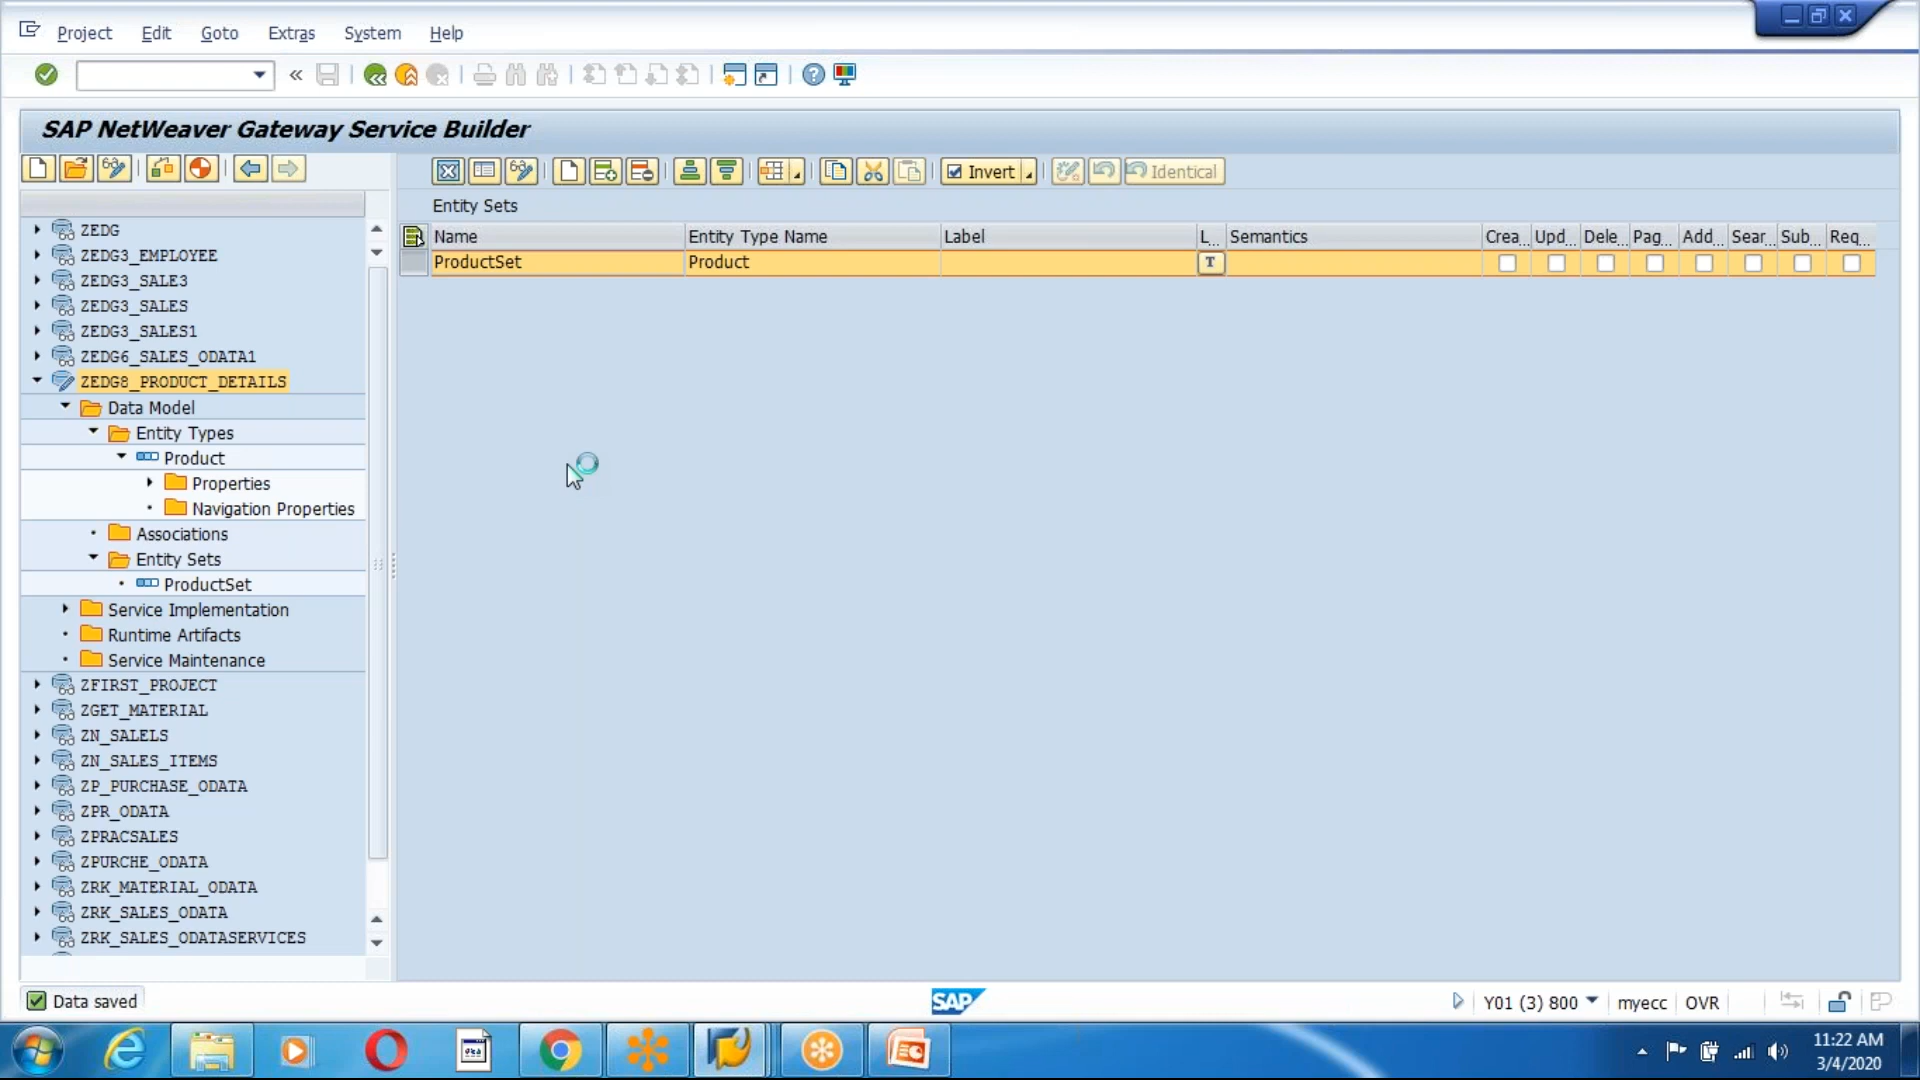 Project Edit Goto Extras System Help
SAP NetWeaver Gateway Service Builder
Invert
Identical
Entity Sets
Name Entity Type Name Label L... Semantics Crea... Upd... Dele... Pag... Add... Sear... Sub... Req...
ProductSet Product T
ZEDG
ZEDG3_EMPLOYEE
ZEDG3_SALE3
ZEDG3_SALES
ZEDG3_SALES1
ZEDG6_SALES_ODATA1
ZEDG8_PRODUCT_DETAILS
Data Model
Entity Types
Product
Properties
Navigation Properties
Associations
Entity Sets
ProductSet
Service Implementation
Runtime Artifacts
Service Maintenance
ZFIRST_PROJECT
ZGET_MATERIAL
ZN_SALELS
ZN_SALES_ITEMS
ZP_PURCHASE_ODATA
ZPR_ODATA
ZPRACSALES
ZPURCHE_ODATA
ZRK_MATERIAL_ODATA
ZRK_SALES_ODATA
ZRK_SALES_ODATASERVICES
Data saved
SAP
Y01 (3) 800 myecc OVR
11:22 AM
3/4/2020